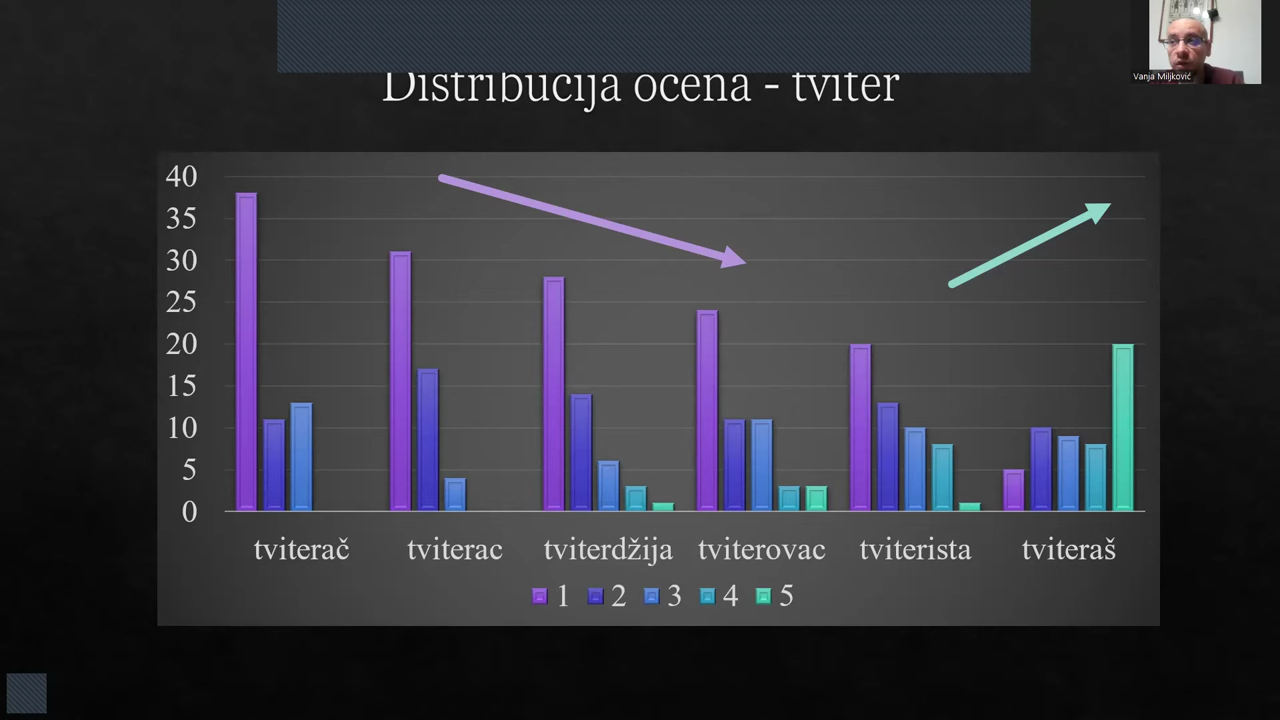 Distribucija ocena - tviter
Vanja Miljković
40
35
30
25
20
15
10
5
0
tviterač tviterac tviterdžija tviterovac tviterista tviteraš
1 2 3 4 5